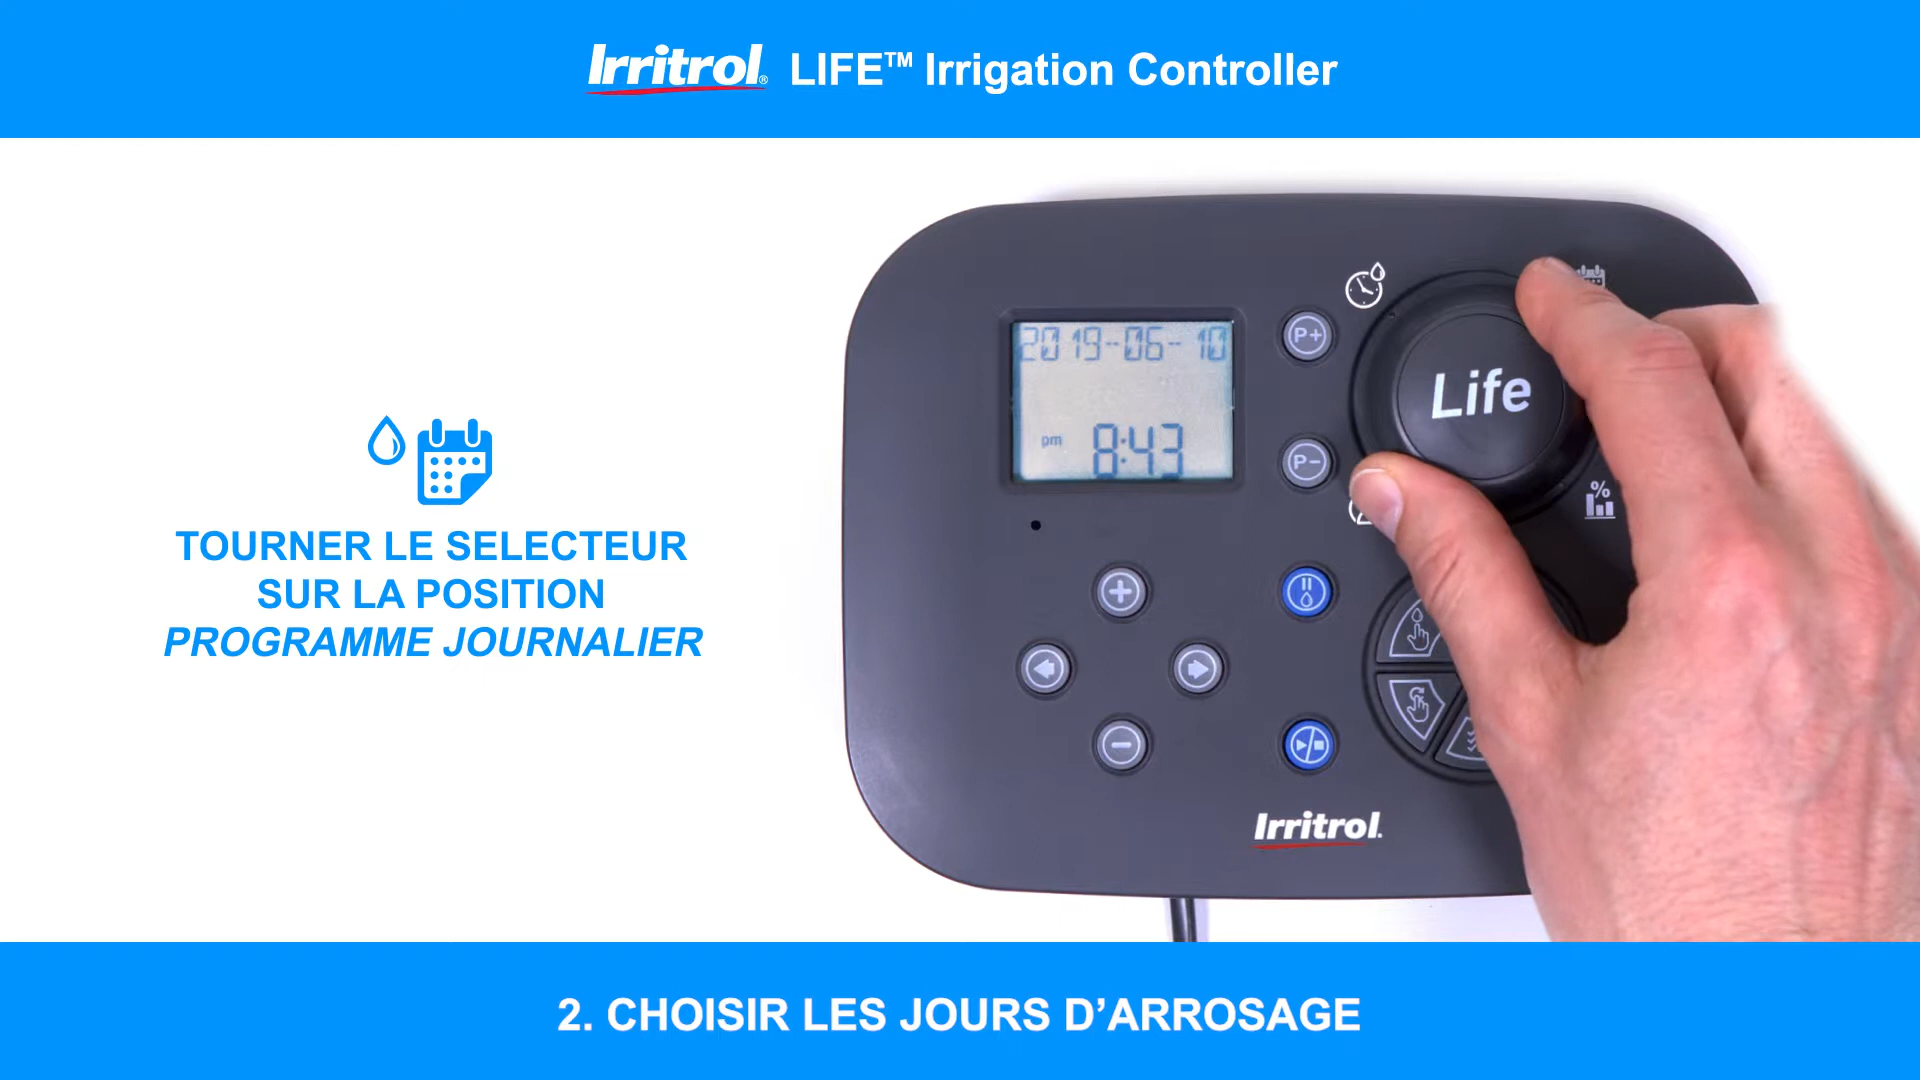 Irritrol® LIFE™ Irrigation Controller
2019-06-10
pm 8:43
P+
P-
Life
%
TOURNER LE SELECTEUR
SUR LA POSITION
PROGRAMME JOURNALIER
Irritrol.
2. CHOISIR LES JOURS D’ARROSAGE